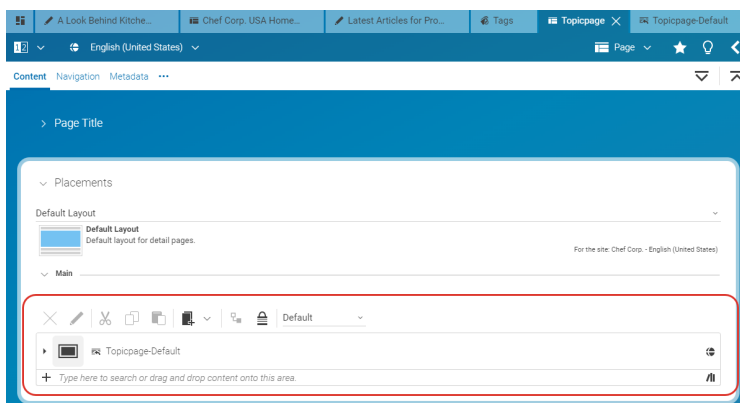 A Look Behind Kitche... Chef Corp. USA Home... Latest Articles for Pro... Tags Topicpage Topicpage-Default
12 English (United States) Page
Content Navigation Metadata ...
Page Title
Placements
Default Layout
Default Layout
Default layout for detail pages.
For the site: Chef Corp. - English (United States)
Main
Default
Topicpage-Default
Type here to search or drag and drop content onto this area.